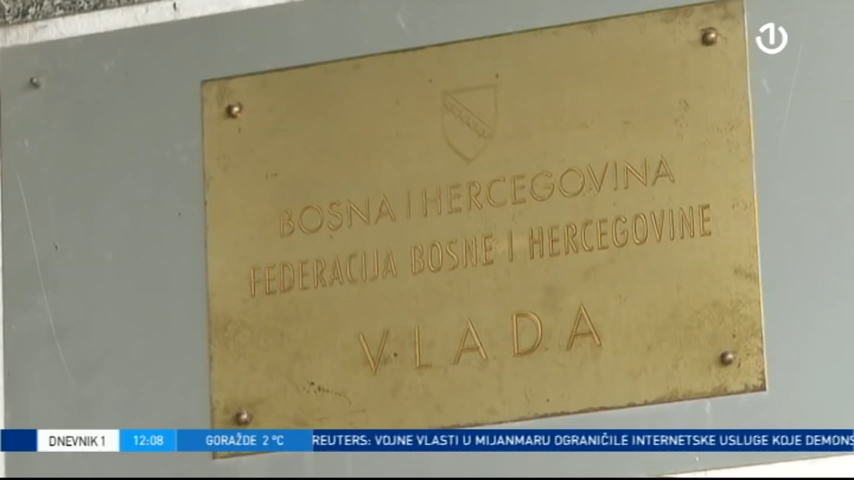 BOSNA I HERCEGOVINA
FEDERACIJA BOSNE I HERCEGOVINE
VLADA
DNEVNIK 1 12:08 GORAŽDE 2 °C REUTERS: VOJNE VLASTI U MIJANMARU OGRANIČILE INTERNETSKE USLUGE KOJE DEMONS